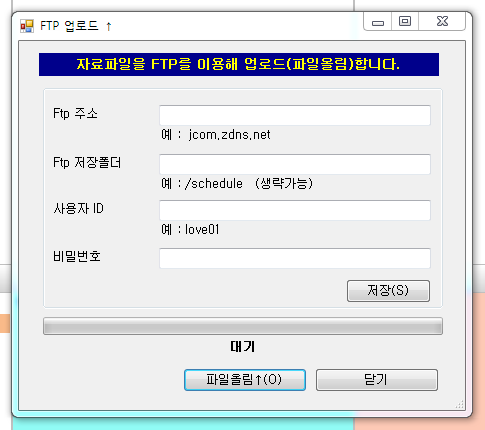 FTP 업로드 ↑
자료파일을 FTP를 이용해 업로드(파일올림)합니다.
Ftp 주소
예 : jcom.zdns.net
Ftp 저장폴더
예 : /schedule (생략가능)
사용자 ID
예 : love01
비밀번호
저장(S)
대기
파일올림↑(O) 닫기